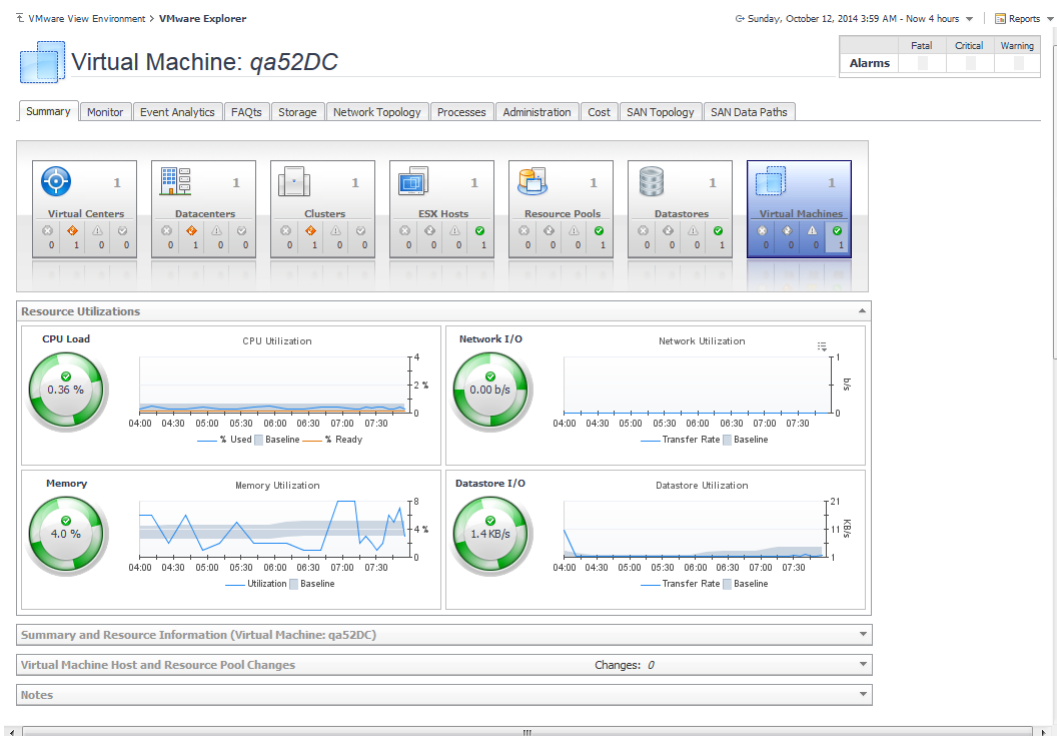 VMware View Environment > VMware Explorer
Sunday, October 12, 2014 3:59 AM - Now 4 hours
Reports
Virtual Machine: qa52DC
Fatal Critical Warning
Alarms
Summary Monitor Event Analytics FAQts Storage Network Topology Processes Administration Cost SAN Topology SAN Data Paths
1 1 1 1 1 1 1
Virtual Centers Datacenters Clusters ESX Hosts Resource Pools Datastores Virtual Machines
0 1 0 0 0 1 0 0 0 1 0 0 0 0 0 1 0 0 0 1 0 0 0 1 0 0 0 1
Resource Utilizations
CPU Load
0.36 %
CPU Utilization
4
2 %
0
04:00 04:30 05:00 05:30 06:00 06:30 07:00 07:30
% Used Baseline % Ready
Network I/O
0.00 b/s
Network Utilization
1
b/s
0
04:00 04:30 05:00 05:30 06:00 06:30 07:00 07:30
Transfer Rate Baseline
Memory
4.0 %
Memory Utilization
8
4 %
0
04:00 04:30 05:00 05:30 06:00 06:30 07:00 07:30
Utilization Baseline
Datastore I/O
1.4 KB/s
Datastore Utilization
21
11 KB/s
1
04:00 04:30 05:00 05:30 06:00 06:30 07:00 07:30
Transfer Rate Baseline
Summary and Resource Information (Virtual Machine: qa52DC)
Virtual Machine Host and Resource Pool Changes Changes: 0
Notes